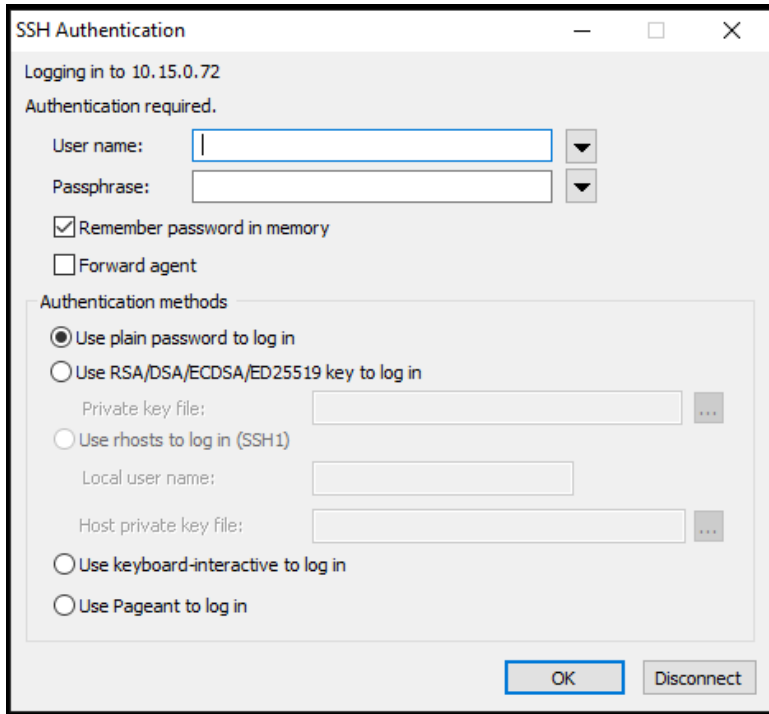 SSH Authentication
Logging in to 10.15.0.72
Authentication required.
User name:
Passphrase:
Remember password in memory
Forward agent
Authentication methods
Use plain password to log in
Use RSA/DSA/ECDSA/ED25519 key to log in
Private key file:
...
Use rhosts to log in (SSH1)
Local user name:
Host private key file:
...
Use keyboard-interactive to log in
Use Pageant to log in
OK Disconnect